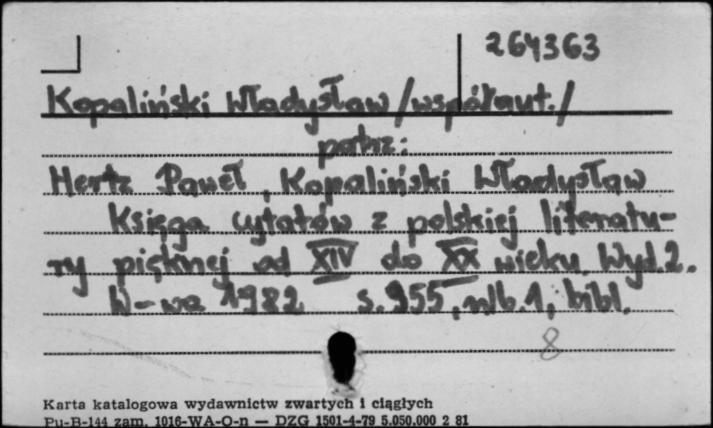 264363
Kopaliński Władysław /współaut./
patrz:
Hertz Paweł, Kopaliński Władysław
Księga cytatów z polskiej literatu-
ry pięknej od XIV do XX wieku. Wyd. 2.
W-wa 1982 s. 955, nlb. 1, bibl.
8
Karta katalogowa wydawnictw zwartych i ciągłych
Pu-B-144 zam. 1016-WA-O-n — DZG 1501-4-79 5.050.000 2 81